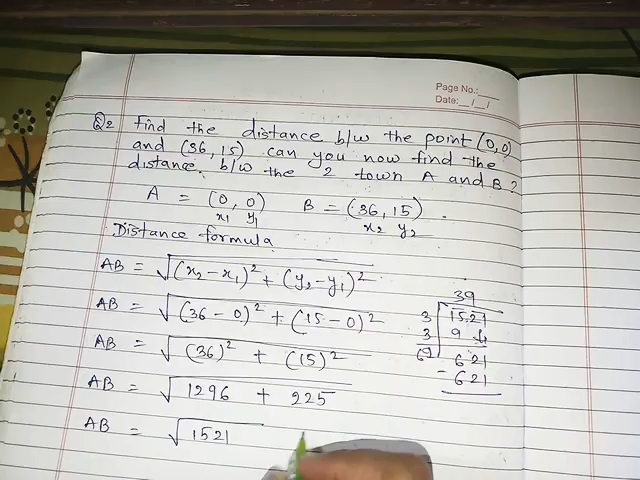 Page No.:
Date: / /
Q2 Find the distance b/w the point (0,0)
and (36, 15) can you now find the
distance. b/w the 2 town A and B?
A = (0, 0) B = (36, 15).
x₁ y₁ x₂ y₂
Distance formula
AB = √(x₂-x₁)² + (y₂-y₁)²
AB = √(36-0)² + (15-0)²
AB = √(36)² + (15)²
AB = √1296 + 225
AB = √1521
39
3 1521
3 9
69 621
- 621